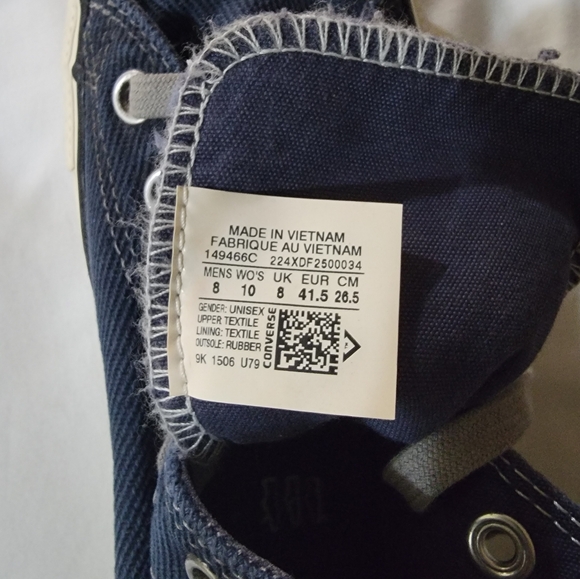 MADE IN VIETNAM
FABRIQUE AU VIETNAM
149466C 224XDF2500034
MENS WO'S UK EUR CM
8 10 8 41.5 26.5
GENDER: UNISEX
UPPER TEXTILE
LINING: TEXTILE
OUTSOLE: RUBBER
9K 1506 U79
CONVERSE